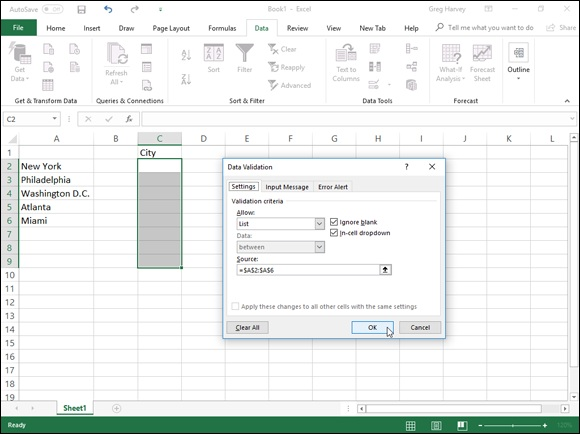 AutoSave Off
Book1 - Excel
Greg Harvey
File Home Insert Draw Page Layout Formulas Data Review View New Tab Help Tell me what you want to do
Get Data
Refresh All
Sort
Filter
Clear
Reapply
Advanced
Text to Columns
What-If Analysis
Forecast Sheet
Outline
Get & Transform Data
Queries & Connections
Sort & Filter
Data Tools
Forecast
C2
fx
A B C D E F G H I J K L
1 City
2 New York
3 Philadelphia
4 Washington D.C.
5 Atlanta
6 Miami
7
8
9
10
11
12
13
14
15
16
17
18
19
Data Validation
?
Settings Input Message Error Alert
Validation criteria
Allow:
List
Ignore blank
In-cell dropdown
Data:
between
Source:
=$A$2:$A$6
Apply these changes to all other cells with the same settings
Clear All
OK
Cancel
Sheet1
Ready